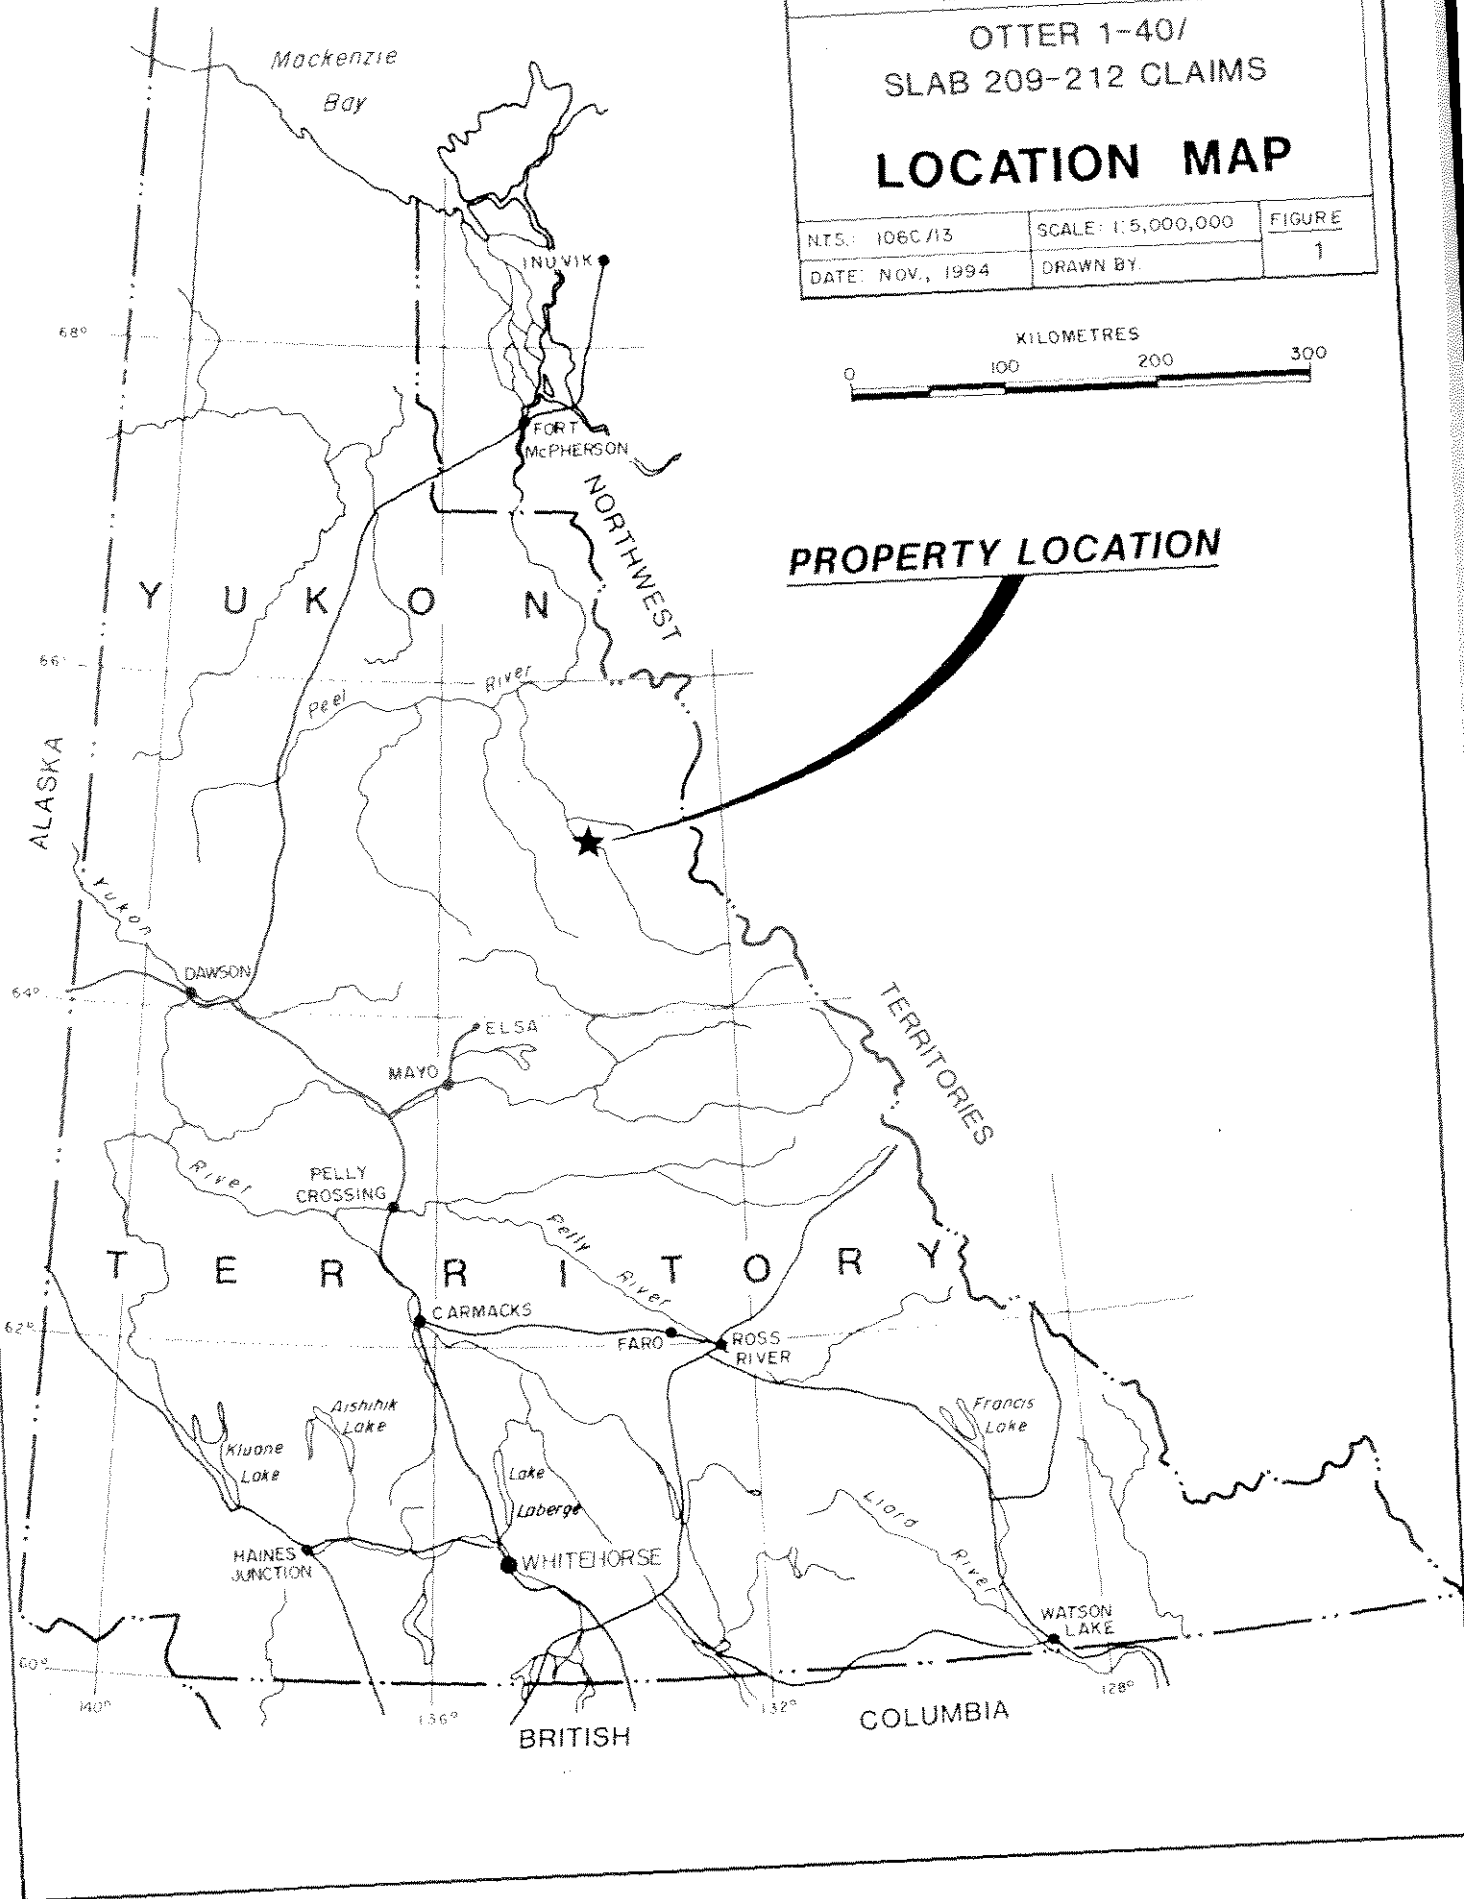 OTTER 1-40/
SLAB 209-212 CLAIMS
LOCATION MAP
N.T.S.: 106C/13
SCALE: 1:5,000,000
FIGURE
1
DATE: NOV., 1994
DRAWN BY.
KILOMETRES
0 100 200 300
Mackenzie
Bay
INUVIK
68°
FORT
McPHERSON
NORTHWEST
PROPERTY LOCATION
YUKON
66°
Peel River
ALASKA
Yukon
DAWSON
64°
ELSA
MAYO
TERRITORIES
River
PELLY
CROSSING
Pelly
River
TERRITORY
CARMACKS
62°
FARO
ROSS
RIVER
Aishihik
Lake
Francis
Lake
Kluane
Lake
Lake
Laberge
Liard
River
HAINES
JUNCTION
WHITEHORSE
WATSON
LAKE
60°
140°
136°
132°
128°
BRITISH
COLUMBIA